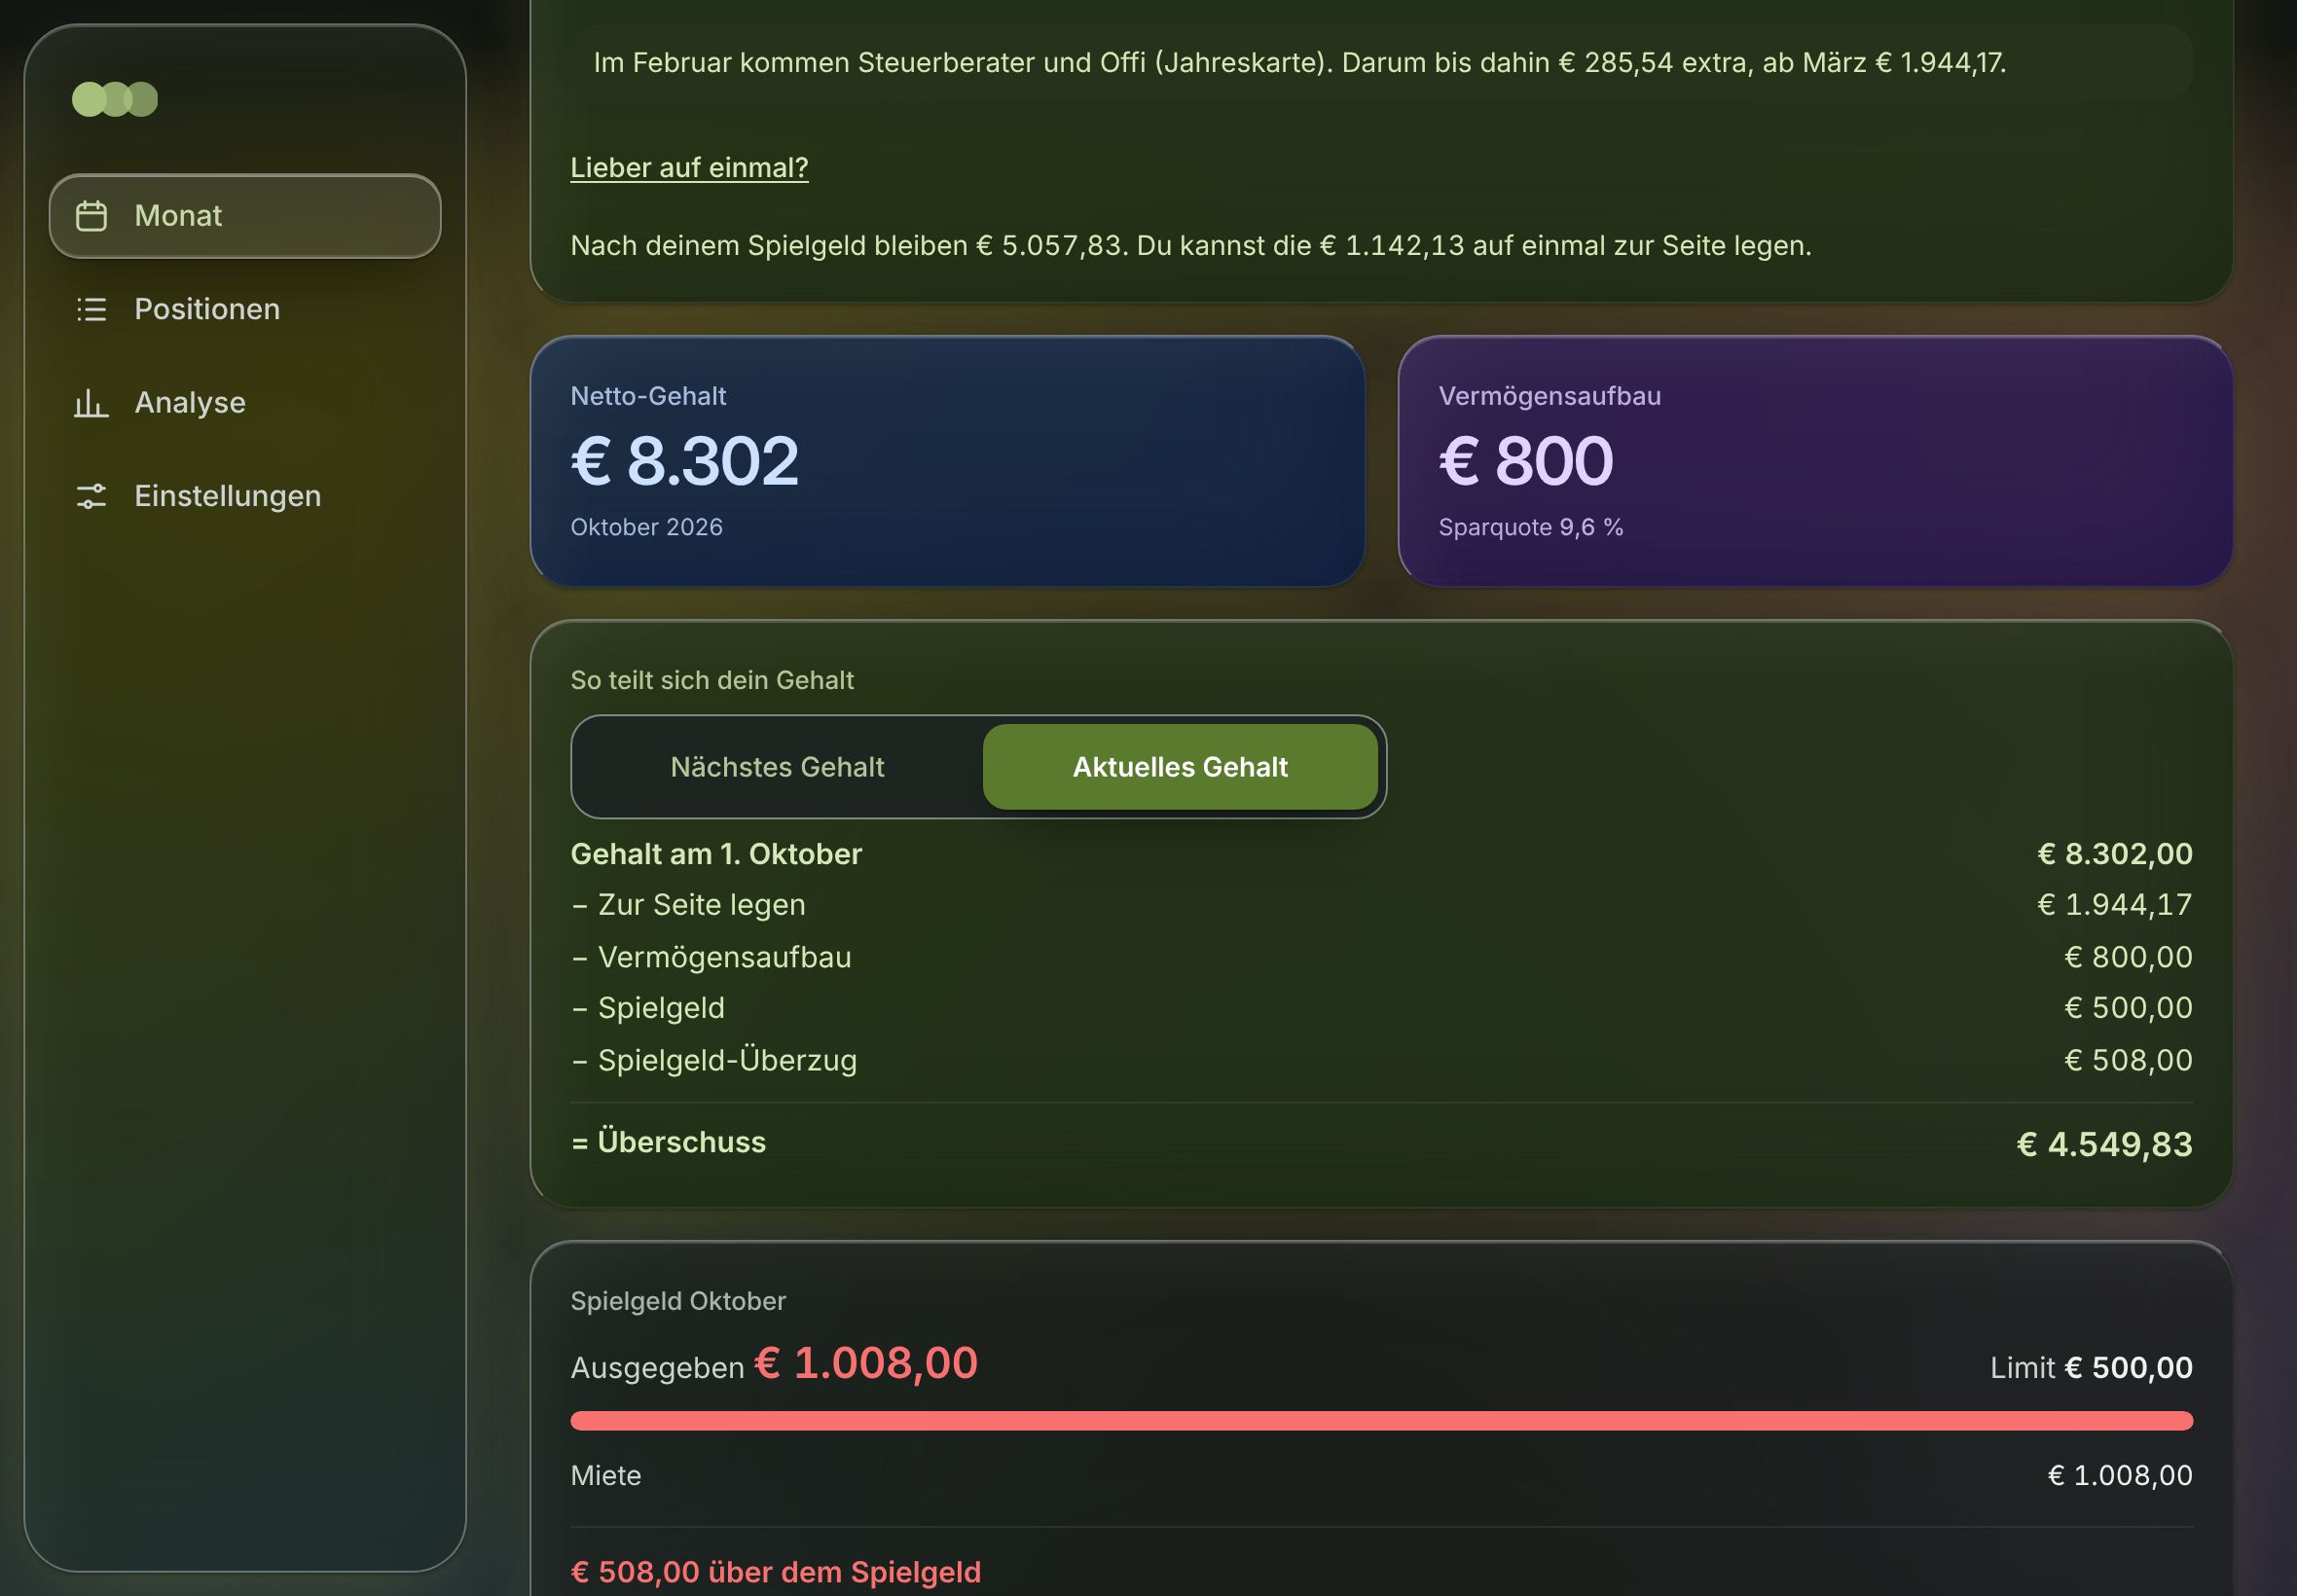 Im Februar kommen Steuerberater und Offi (Jahreskarte). Darum bis dahin € 285,54 extra, ab März € 1.944,17.
Lieber auf einmal?
Nach deinem Spielgeld bleiben € 5.057,83. Du kannst die € 1.142,13 auf einmal zur Seite legen.
Monat
Positionen
Analyse
Einstellungen
Netto-Gehalt
€ 8.302
Oktober 2026
Vermögensaufbau
€ 800
Sparquote 9,6 %
So teilt sich dein Gehalt
Nächstes Gehalt
Aktuelles Gehalt
Gehalt am 1. Oktober € 8.302,00
– Zur Seite legen € 1.944,17
– Vermögensaufbau € 800,00
– Spielgeld € 500,00
– Spielgeld-Überzug € 508,00
= Überschuss € 4.549,83
Spielgeld Oktober
Ausgegeben € 1.008,00 Limit € 500,00
Miete € 1.008,00
€ 508,00 über dem Spielgeld